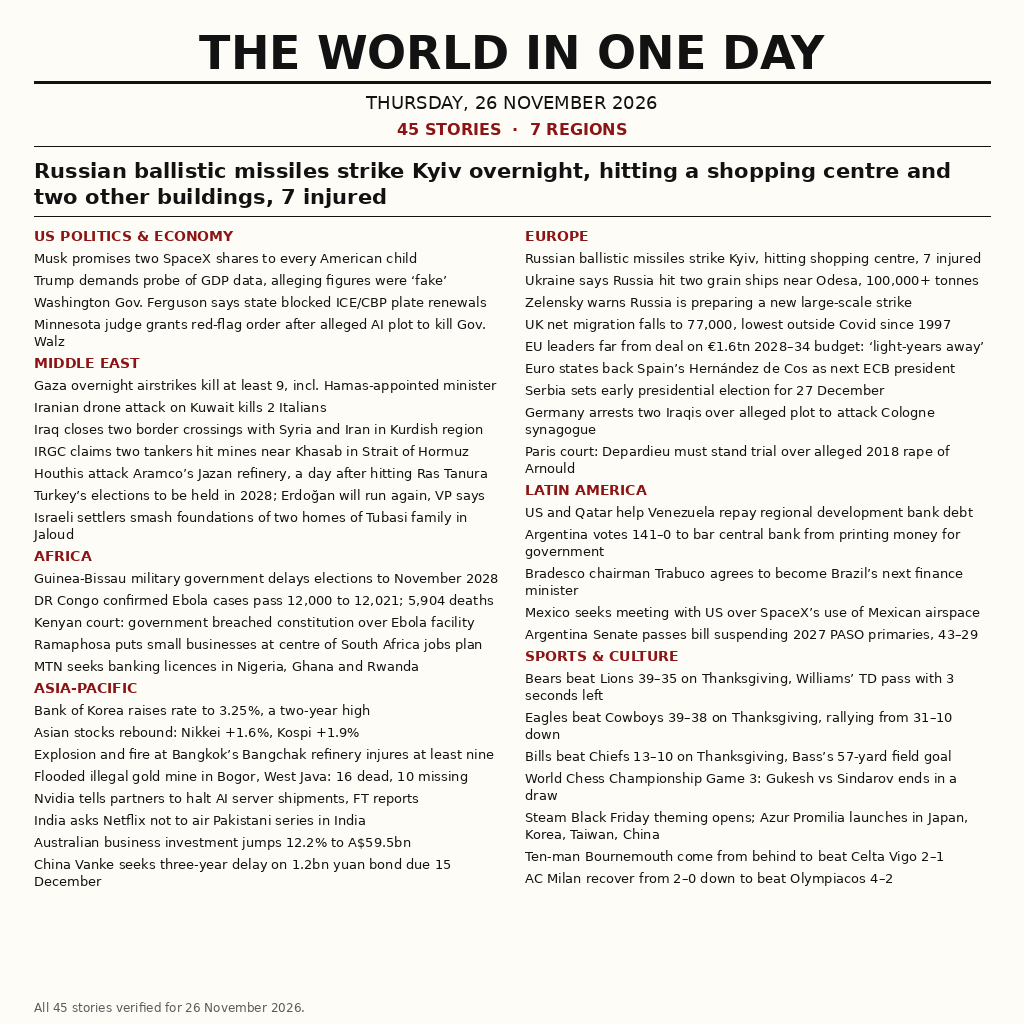 THE WORLD IN ONE DAY
THURSDAY, 26 NOVEMBER 2026
45 STORIES · 7 REGIONS
Russian ballistic missiles strike Kyiv overnight, hitting a shopping centre and
two other buildings, 7 injured
US POLITICS & ECONOMY
Musk promises two SpaceX shares to every American child
Trump demands probe of GDP data, alleging figures were ‘fake’
Washington Gov. Ferguson says state blocked ICE/CBP plate renewals
Minnesota judge grants red-flag order after alleged AI plot to kill Gov.
Walz
MIDDLE EAST
Gaza overnight airstrikes kill at least 9, incl. Hamas-appointed minister
Iranian drone attack on Kuwait kills 2 Italians
Iraq closes two border crossings with Syria and Iran in Kurdish region
IRGC claims two tankers hit mines near Khasab in Strait of Hormuz
Houthis attack Aramco’s Jazan refinery, a day after hitting Ras Tanura
Turkey’s elections to be held in 2028; Erdoğan will run again, VP says
Israeli settlers smash foundations of two homes of Tubasi family in
Jaloud
AFRICA
Guinea-Bissau military government delays elections to November 2028
DR Congo confirmed Ebola cases pass 12,000 to 12,021; 5,904 deaths
Kenyan court: government breached constitution over Ebola facility
Ramaphosa puts small businesses at centre of South Africa jobs plan
MTN seeks banking licences in Nigeria, Ghana and Rwanda
ASIA-PACIFIC
Bank of Korea raises rate to 3.25%, a two-year high
Asian stocks rebound: Nikkei +1.6%, Kospi +1.9%
Explosion and fire at Bangkok’s Bangchak refinery injures at least nine
Flooded illegal gold mine in Bogor, West Java: 16 dead, 10 missing
Nvidia tells partners to halt AI server shipments, FT reports
India asks Netflix not to air Pakistani series in India
Australian business investment jumps 12.2% to A$59.5bn
China Vanke seeks three-year delay on 1.2bn yuan bond due 15
December
EUROPE
Russian ballistic missiles strike Kyiv, hitting shopping centre, 7 injured
Ukraine says Russia hit two grain ships near Odesa, 100,000+ tonnes
Zelensky warns Russia is preparing a new large-scale strike
UK net migration falls to 77,000, lowest outside Covid since 1997
EU leaders far from deal on €1.6tn 2028–34 budget: ‘light-years away’
Euro states back Spain’s Hernández de Cos as next ECB president
Serbia sets early presidential election for 27 December
Germany arrests two Iraqis over alleged plot to attack Cologne
synagogue
Paris court: Depardieu must stand trial over alleged 2018 rape of
Arnould
LATIN AMERICA
US and Qatar help Venezuela repay regional development bank debt
Argentina votes 141–0 to bar central bank from printing money for
government
Bradesco chairman Trabuco agrees to become Brazil’s next finance
minister
Mexico seeks meeting with US over SpaceX’s use of Mexican airspace
Argentina Senate passes bill suspending 2027 PASO primaries, 43–29
SPORTS & CULTURE
Bears beat Lions 39–35 on Thanksgiving, Williams’ TD pass with 3
seconds left
Eagles beat Cowboys 39–38 on Thanksgiving, rallying from 31–10
down
Bills beat Chiefs 13–10 on Thanksgiving, Bass’s 57-yard field goal
World Chess Championship Game 3: Gukesh vs Sindarov ends in a
draw
Steam Black Friday theming opens; Azur Promilia launches in Japan,
Korea, Taiwan, China
Ten-man Bournemouth come from behind to beat Celta Vigo 2–1
AC Milan recover from 2–0 down to beat Olympiacos 4–2
All 45 stories verified for 26 November 2026.